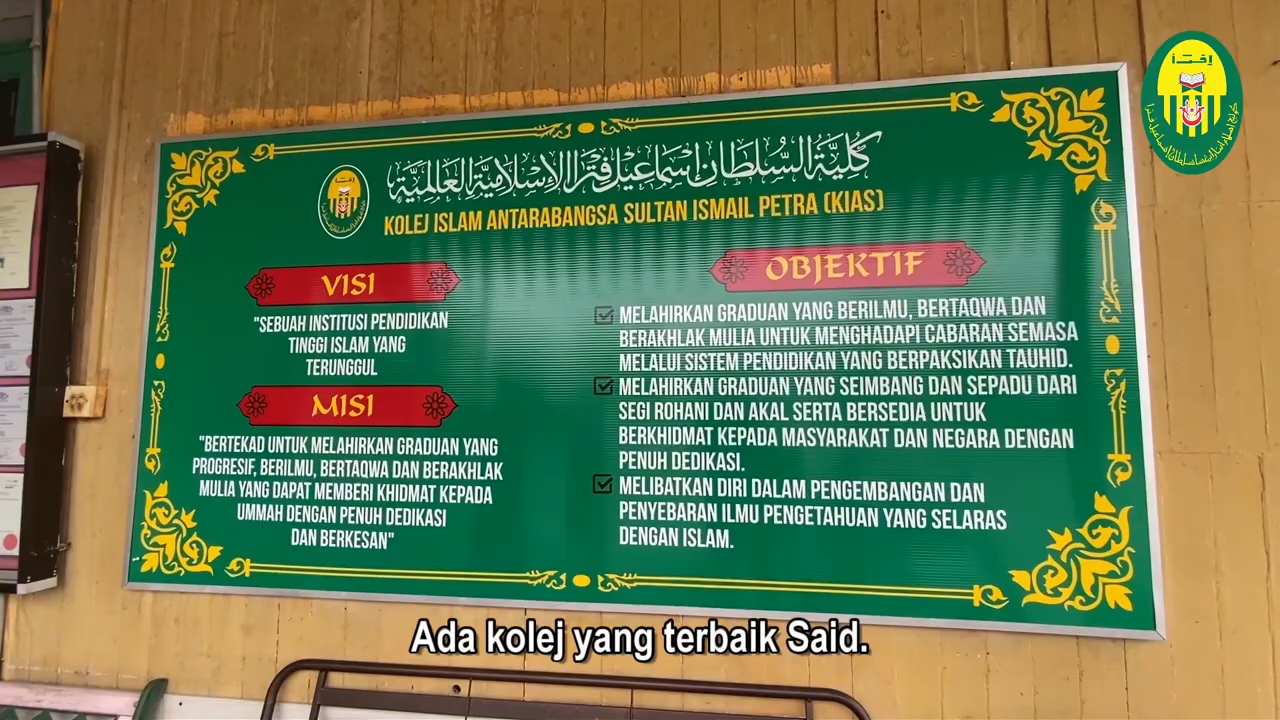 كلية السلطان إسماعيل فترا الإسلامية العالمية
KOLEJ ISLAM ANTARABANGSA SULTAN ISMAIL PETRA (KIAS)
VISI
"SEBUAH INSTITUSI PENDIDIKAN
TINGGI ISLAM YANG
TERUNGGUL
MISI
"BERTEKAD UNTUK MELAHIRKAN GRADUAN YANG
PROGRESIF, BERILMU, BERTAQWA DAN BERAKHLAK
MULIA YANG DAPAT MEMBERI KHIDMAT KEPADA
UMMAH DENGAN PENUH DEDIKASI
DAN BERKESAN"
OBJEKTIF
MELAHIRKAN GRADUAN YANG BERILMU, BERTAQWA DAN
BERAKHLAK MULIA UNTUK MENGHADAPI CABARAN SEMASA
MELALUI SISTEM PENDIDIKAN YANG BERPAKSIKAN TAUHID.
MELAHIRKAN GRADUAN YANG SEIMBANG DAN SEPADU DARI
SEGI ROHANI DAN AKAL SERTA BERSEDIA UNTUK
BERKHIDMAT KEPADA MASYARAKAT DAN NEGARA DENGAN
PENUH DEDIKASI.
MELIBATKAN DIRI DALAM PENGEMBANGAN DAN
PENYEBARAN ILMU PENGETAHUAN YANG SELARAS
DENGAN ISLAM.
Ada kolej yang terbaik Said.